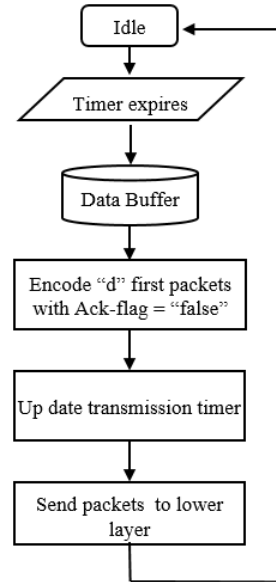 Idle
Timer expires
Data Buffer
Encode “d” first packets
with Ack-flag = “false”
Up date transmission timer
Send packets to lower
layer